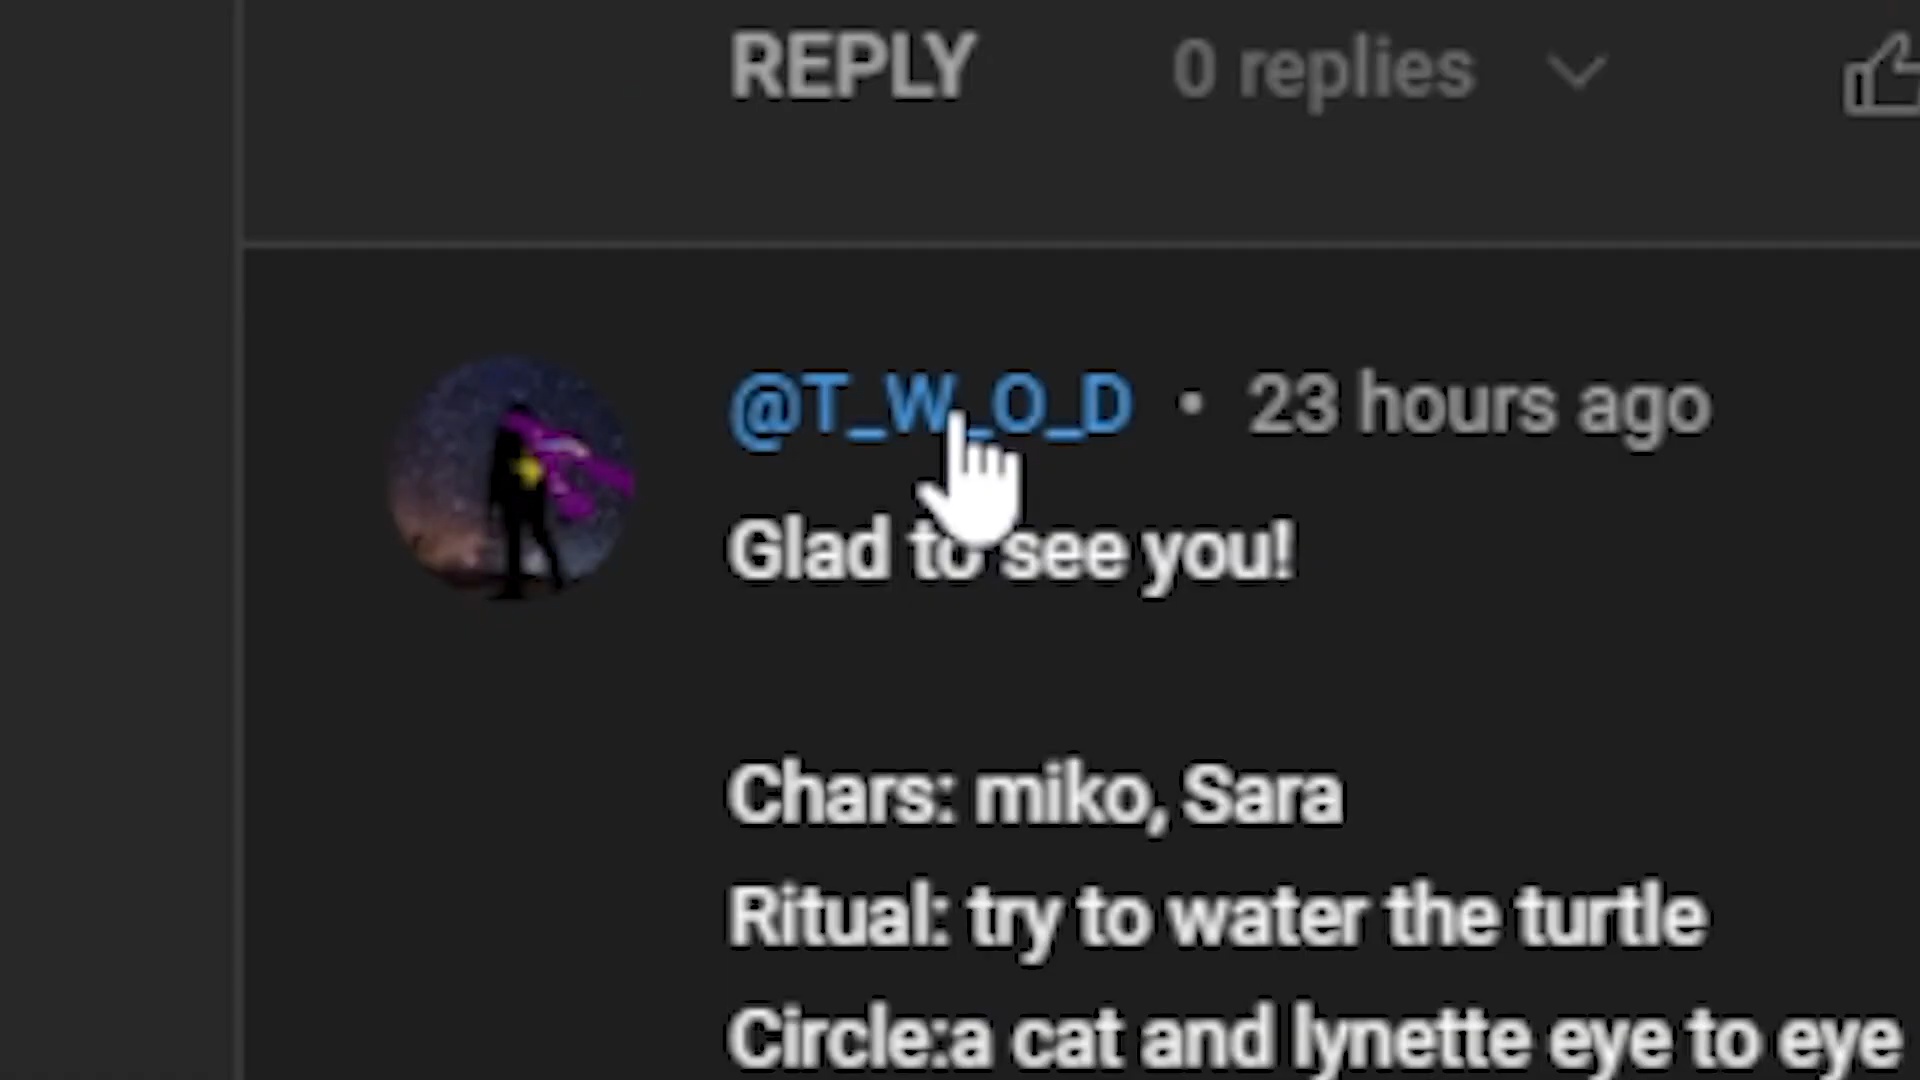 REPLY 0 replies
@T_W_O_D • 23 hours ago
Glad to see you!
Chars: miko, Sara
Ritual: try to water the turtle
Circle:a cat and lynette eye to eye